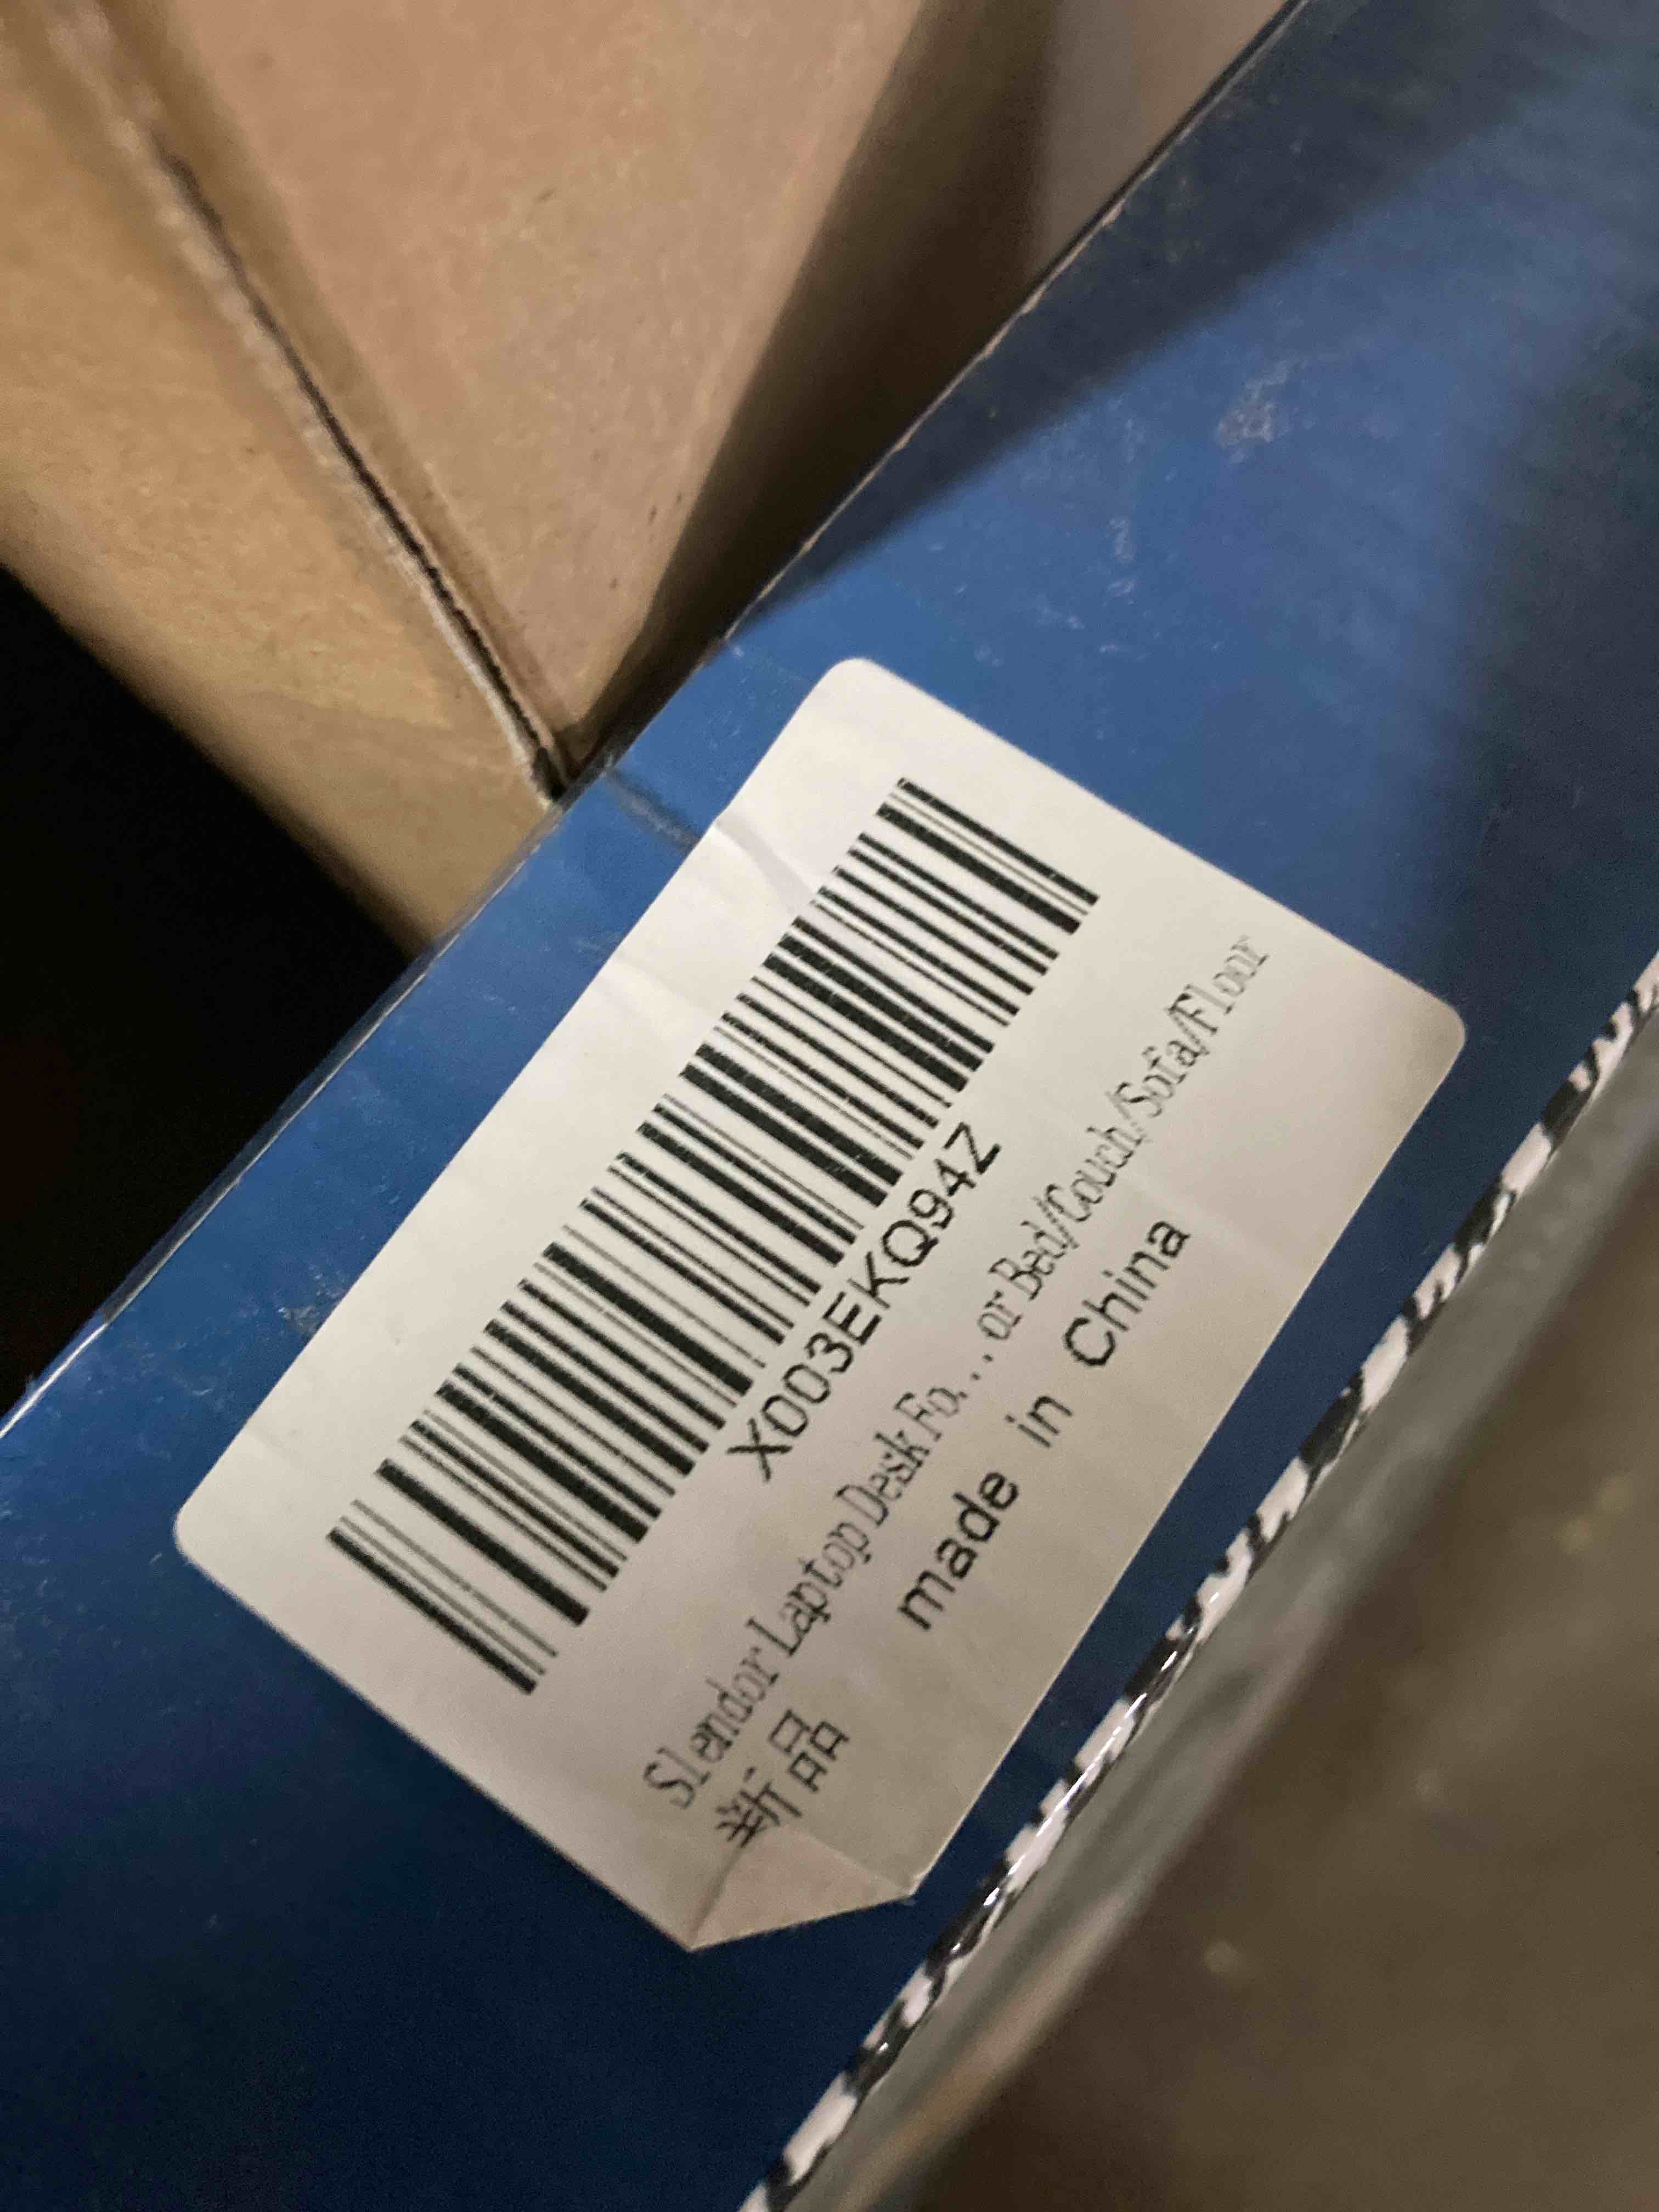 X003EKQ94Z
Slendor Laptop Desk Fo...or Bed/Couch/Sofa/Floor
新品
made in China